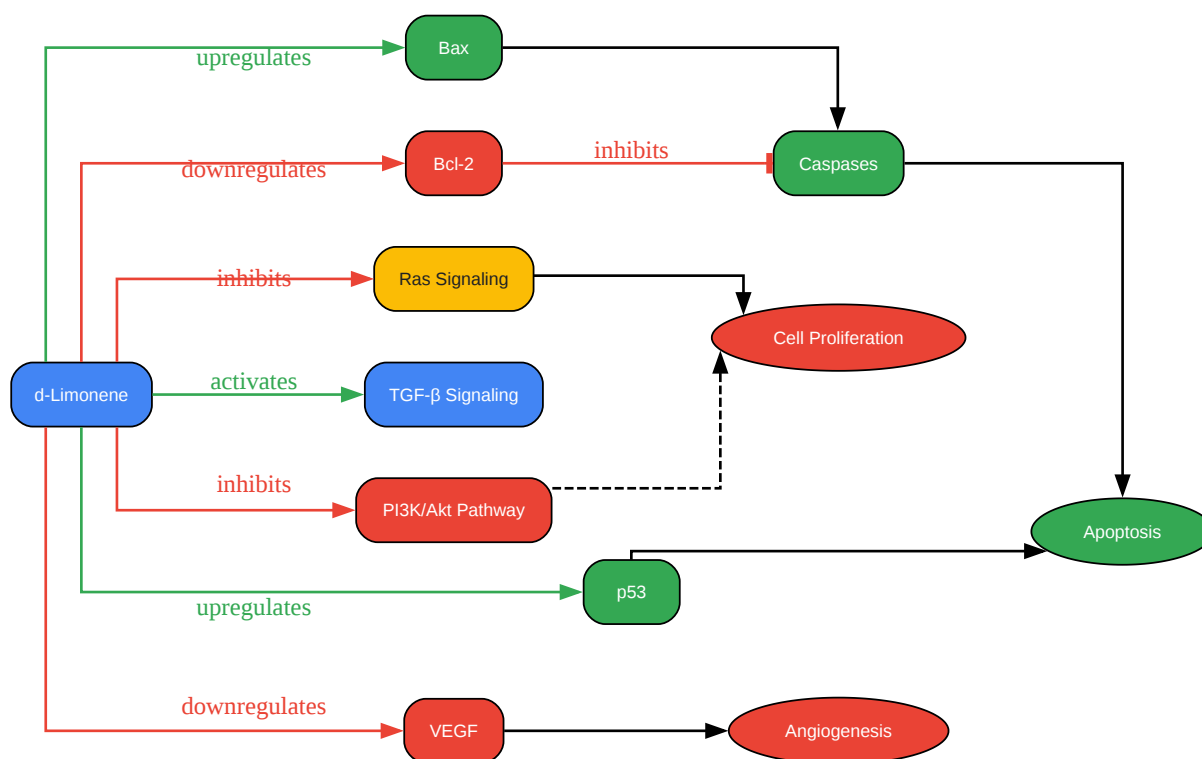 Bax
upregulates
Bcl-2
inhibits
Caspases
downregulates
Ras Signaling
inhibits
Cell Proliferation
d-Limonene
activates
TGF-β Signaling
inhibits
PI3K/Akt Pathway
Apoptosis
p53
upregulates
downregulates
VEGF
Angiogenesis